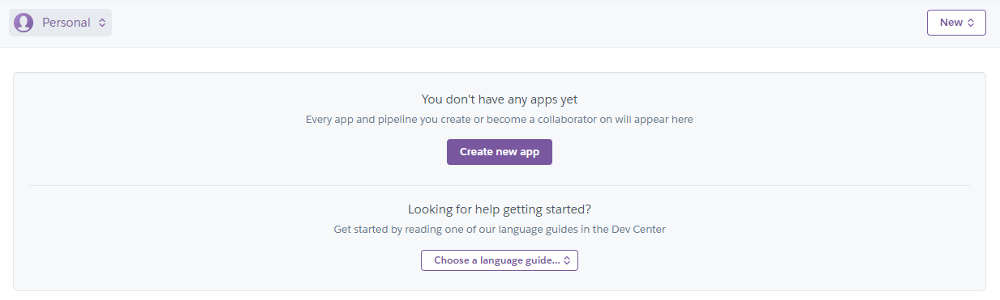 Personal
New
You don't have any apps yet
Every app and pipeline you create or become a collaborator on will appear here
Create new app
Looking for help getting started?
Get started by reading one of our language guides in the Dev Center
Choose a language guide...